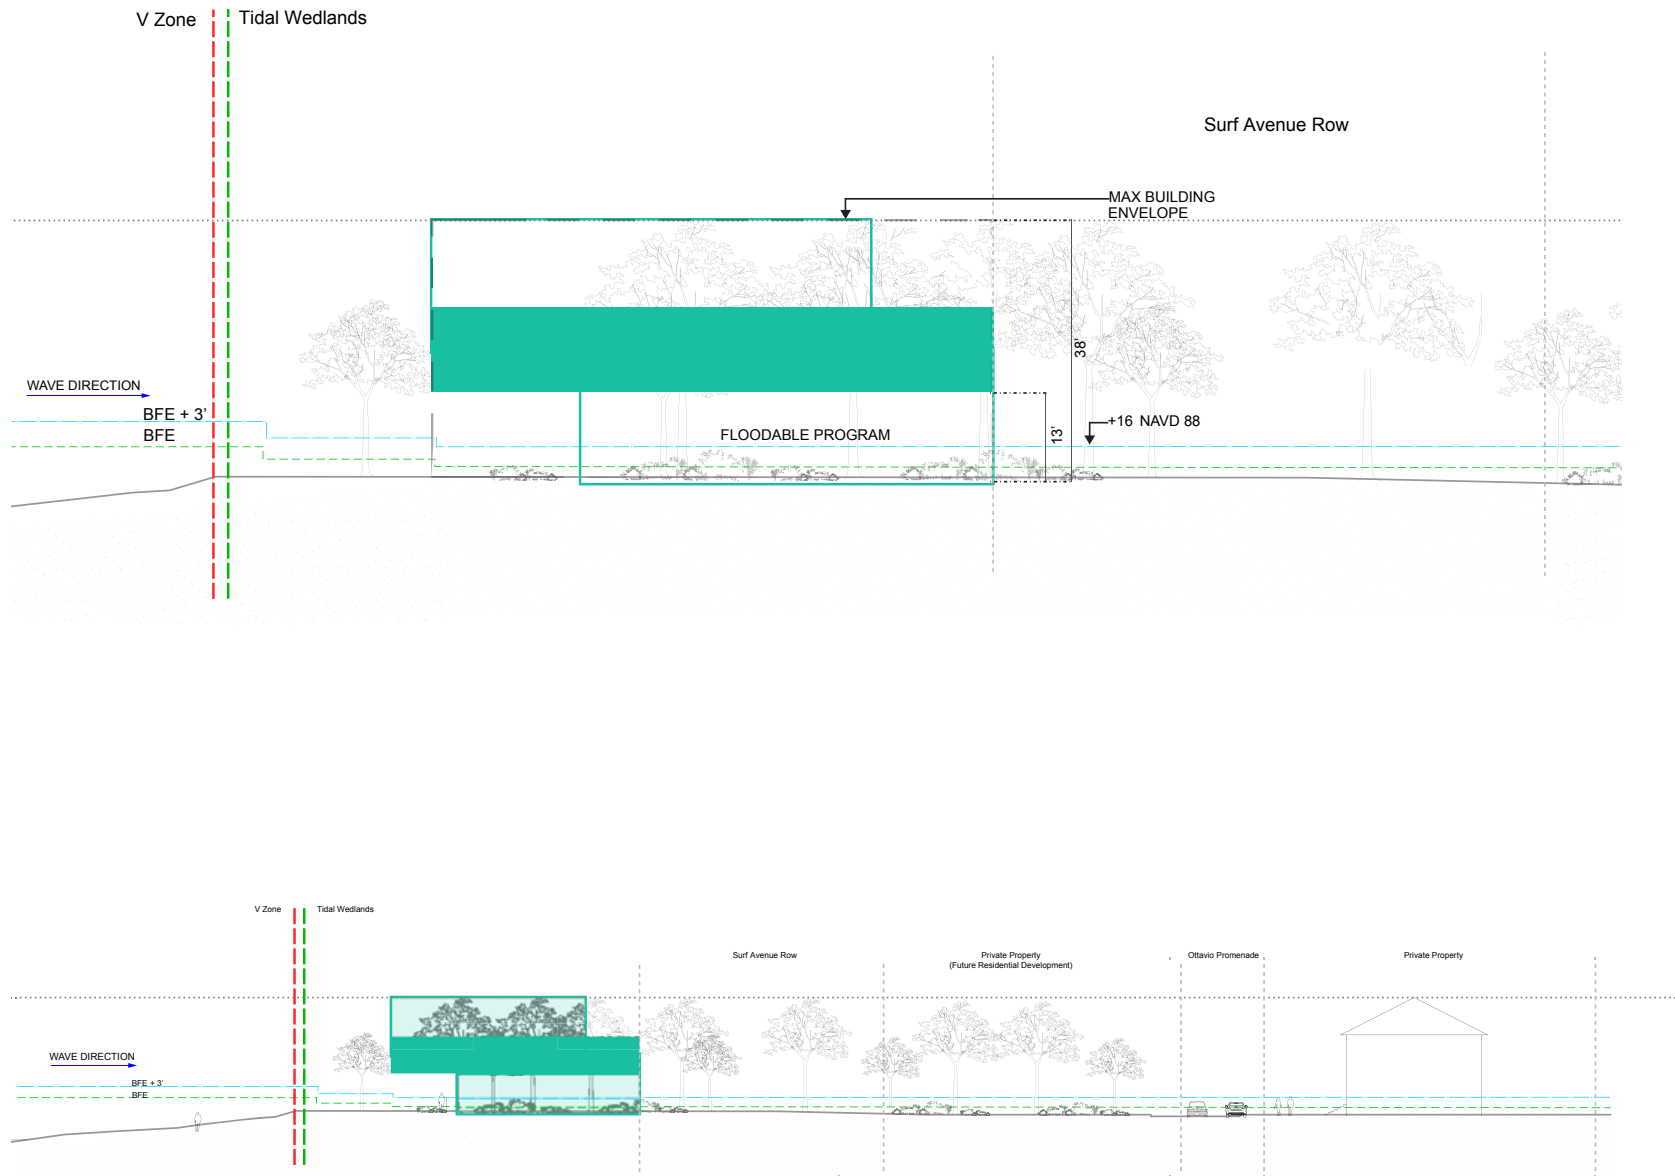 V Zone
Tidal Wedlands
Surf Avenue Row
MAX BUILDING
ENVELOPE
38'
WAVE DIRECTION
BFE + 3'
BFE
FLOODABLE PROGRAM
13'
+16 NAVD 88
V Zone
Tidal Wedlands
Surf Avenue Row
Private Property
(Future Residential Development)
Ottavio Promenade
Private Property
WAVE DIRECTION
BFE + 3'
BFE